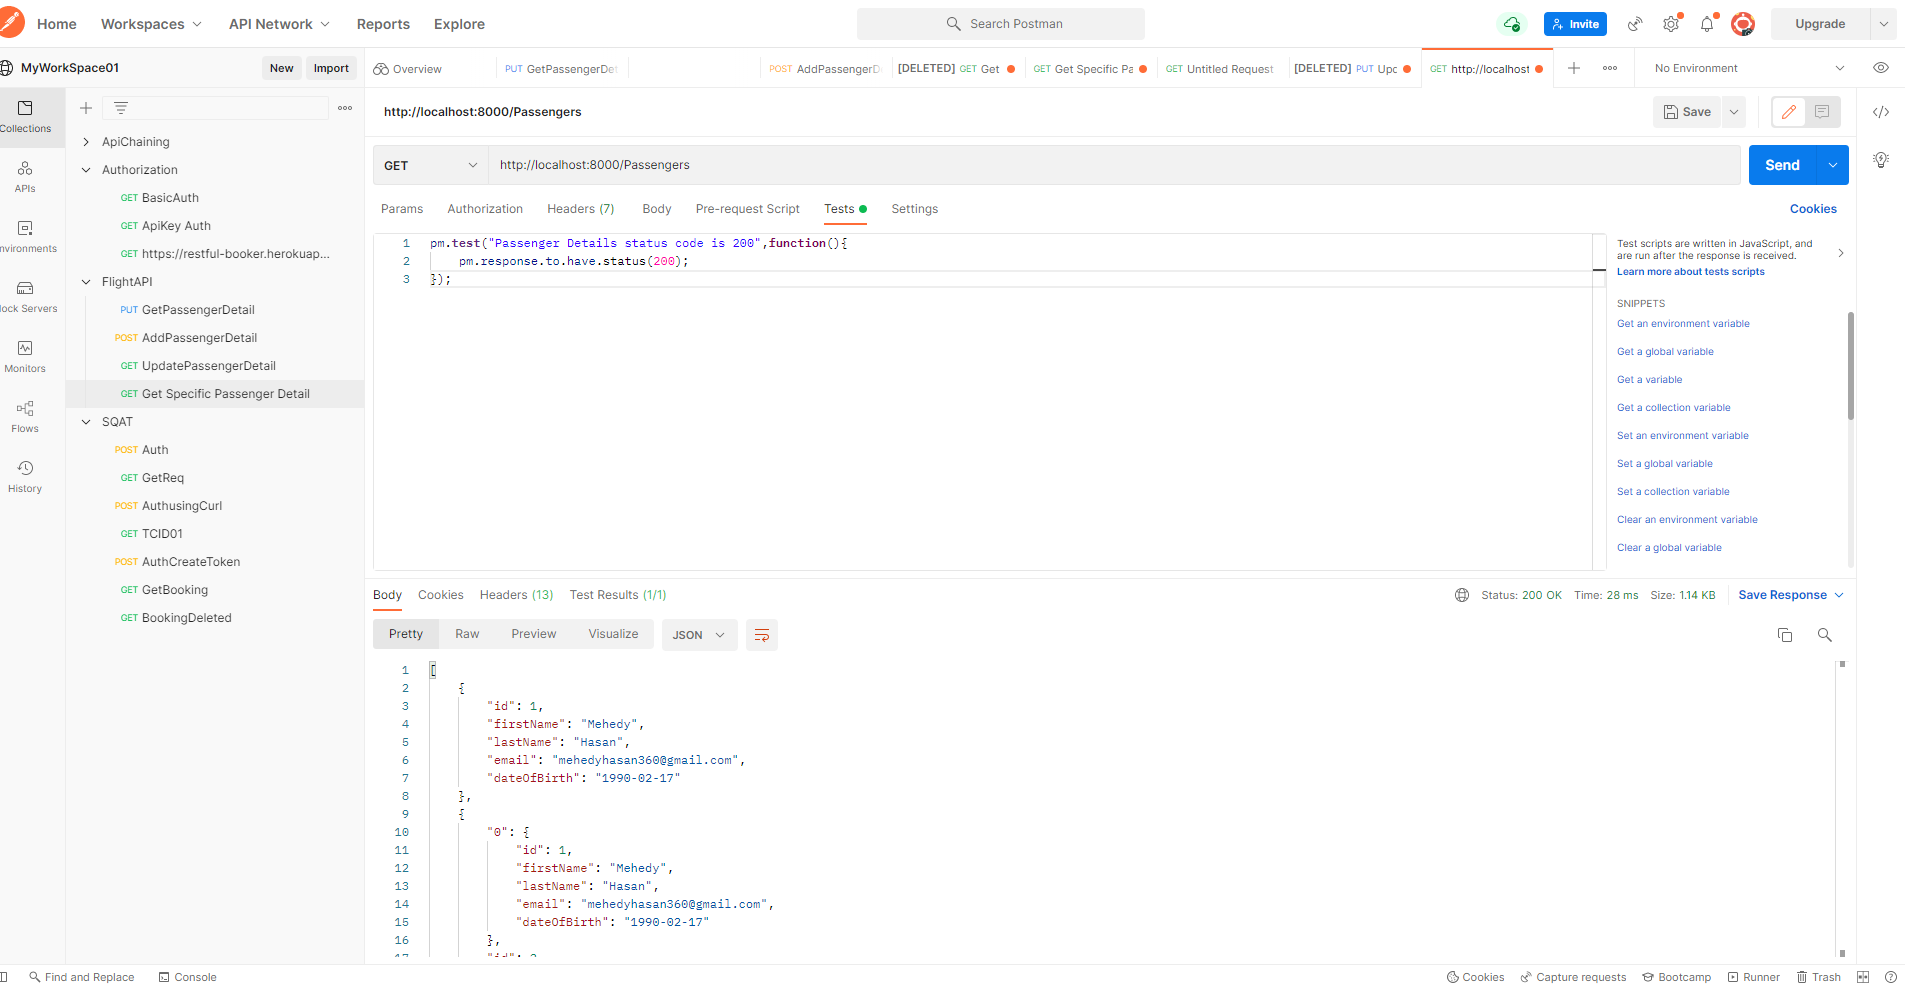 Home Workspaces API Network Reports Explore Search Postman Invite Upgrade
MyWorkSpace01 New Import Overview PUT GetPassengerDet POST AddPassengerD [DELETED] GET Get GET Get Specific Pa GET Untitled Request [DELETED] PUT Upc GET http://localhost No Environment
Collections
APIs
nvironments
lock Servers
Monitors
Flows
History
ApiChaining
Authorization
GET BasicAuth
GET ApiKey Auth
GET https://restful-booker.herokuap...
FlightAPI
PUT GetPassengerDetail
POST AddPassengerDetail
GET UpdatePassengerDetail
GET Get Specific Passenger Detail
SQAT
POST Auth
GET GetReq
POST AuthusingCurl
GET TCID01
POST AuthCreateToken
GET GetBooking
GET BookingDeleted
http://localhost:8000/Passengers Save
GET http://localhost:8000/Passengers Send
Params Authorization Headers (7) Body Pre-request Script Tests Settings Cookies
1 pm.test("Passenger Details status code is 200",function(){
2 pm.response.to.have.status(200);
3 });
Test scripts are written in JavaScript, and
are run after the response is received.
Learn more about tests scripts
SNIPPETS
Get an environment variable
Get a global variable
Get a variable
Get a collection variable
Set an environment variable
Set a global variable
Set a collection variable
Clear an environment variable
Clear a global variable
Body Cookies Headers (13) Test Results (1/1) Status: 200 OK Time: 28 ms Size: 1.14 KB Save Response
Pretty Raw Preview Visualize JSON
1 [
2 {
3 "id": 1,
4 "firstName": "Mehedy",
5 "lastName": "Hasan",
6 "email": "mehedyhasan360@gmail.com",
7 "dateOfBirth": "1990-02-17"
8 },
9 {
10 "0": {
11 "id": 1,
12 "firstName": "Mehedy",
13 "lastName": "Hasan",
14 "email": "mehedyhasan360@gmail.com",
15 "dateOfBirth": "1990-02-17"
16 },
Find and Replace Console Cookies Capture requests Bootcamp Runner Trash